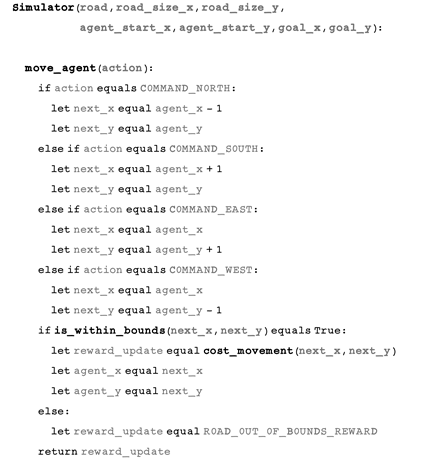 Simulator(road,road_size_x,road_size_y,
agent_start_x,agent_start_y,goal_x,goal_y):
move_agent(action):
if action equals COMMAND_NORTH:
let next_x equal agent_x - 1
let next_y equal agent_y
else if action equals COMMAND_SOUTH:
let next_x equal agent_x + 1
let next_y equal agent_y
else if action equals COMMAND_EAST:
let next_x equal agent_x
let next_y equal agent_y + 1
else if action equals COMMAND_WEST:
let next_x equal agent_x
let next_y equal agent_y - 1
if is_within_bounds(next_x,next_y) equals True:
let reward_update equal cost_movement(next_x,next_y)
let agent_x equal next_x
let agent_y equal next_y
else:
let reward_update equal ROAD_OUT_OF_BOUNDS_REWARD
return reward_update